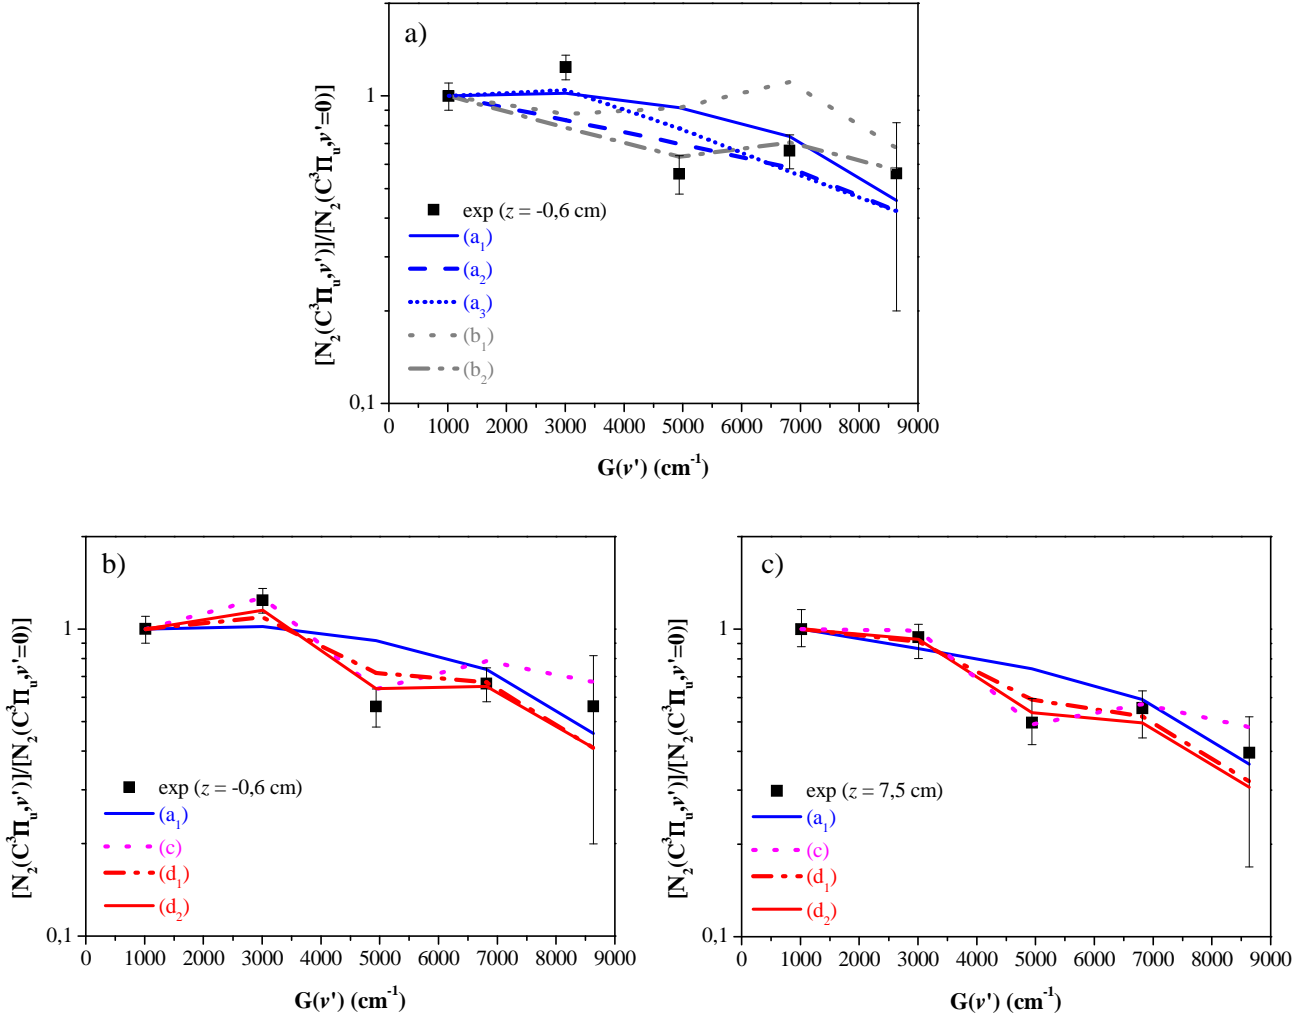 a)
[N₂(C³Πᵤ,v')]/[N₂(C³Πᵤ,v'=0)]
1
0,1
exp (z = -0,6 cm)
(a₁)
(a₂)
(a₃)
(b₁)
(b₂)
0 1000 2000 3000 4000 5000 6000 7000 8000 9000
G(v') (cm⁻¹)
b)
[N₂(C³Πᵤ,v')]/[N₂(C³Πᵤ,v'=0)]
1
0,1
exp (z = -0,6 cm)
(a₁)
(c)
(d₁)
(d₂)
0 1000 2000 3000 4000 5000 6000 7000 8000 9000
G(v') (cm⁻¹)
c)
[N₂(C³Πᵤ,v')]/[N₂(C³Πᵤ,v'=0)]
1
0,1
exp (z = 7,5 cm)
(a₁)
(c)
(d₁)
(d₂)
0 1000 2000 3000 4000 5000 6000 7000 8000 9000
G(v') (cm⁻¹)